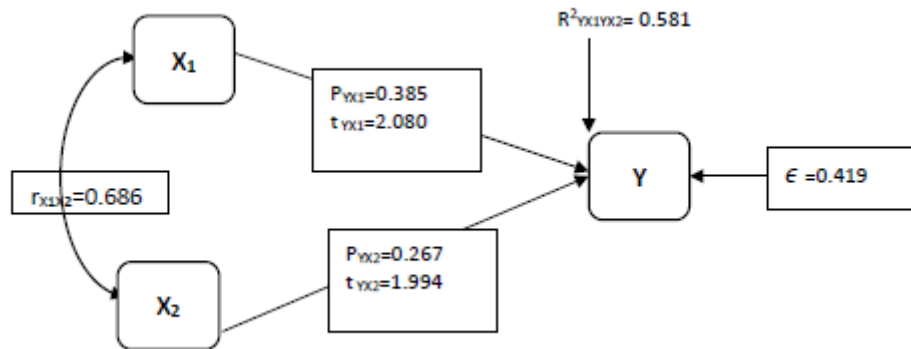 R²YX1YX2= 0.581
X₁
PYX1=0.385
tYX1=2.080
Y
ϵ =0.419
rX1X2=0.686
PYX2=0.267
tYX2=1.994
X₂